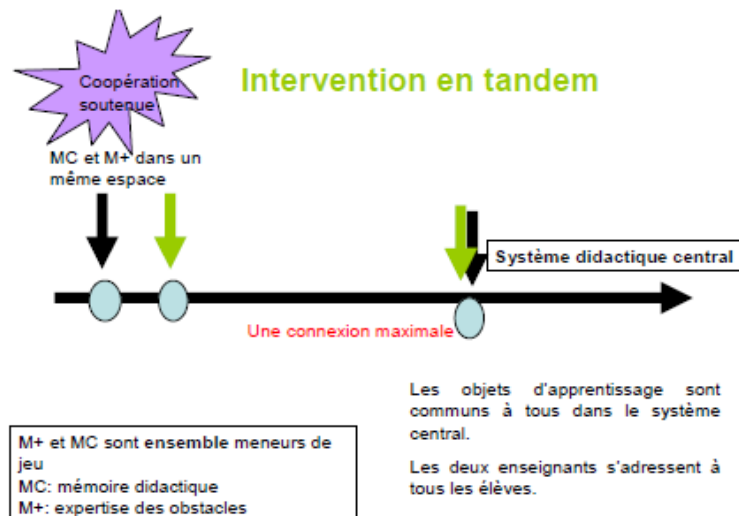 Coopération
soutenue
Intervention en tandem
MC et M+ dans un
même espace
Système didactique central
Une connexion maximale
Les objets d'apprentissage sont
communs à tous dans le système
central.
Les deux enseignants s'adressent à
tous les élèves.
M+ et MC sont ensemble meneurs de
jeu
MC: mémoire didactique
M+: expertise des obstacles